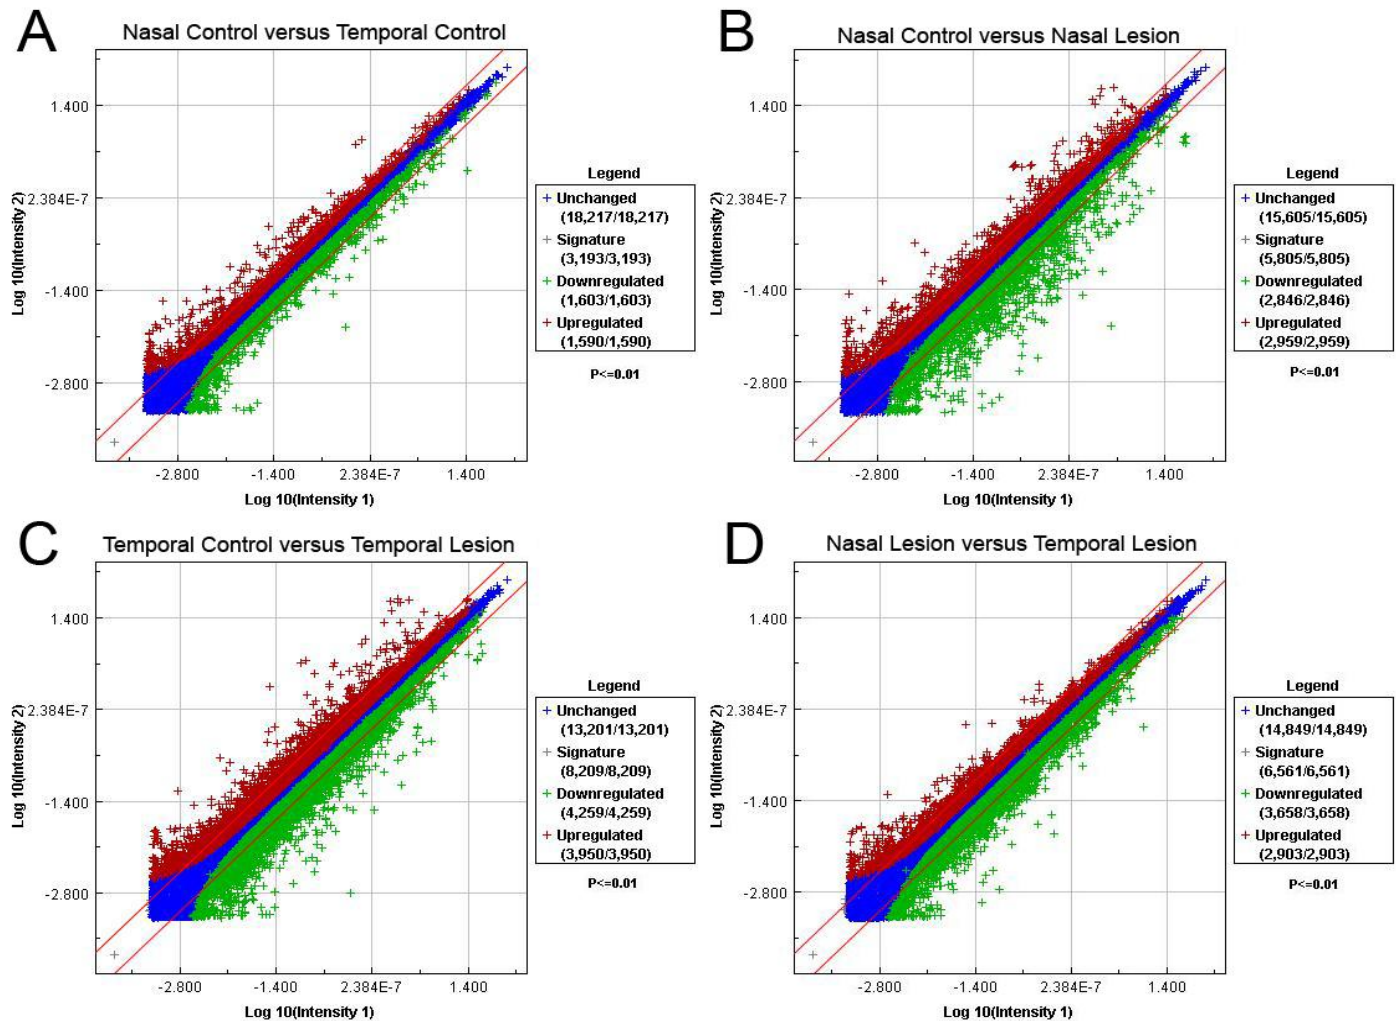 A
Nasal Control versus Temporal Control
Log 10(Intensity 2)
1.400
2.384E-7
-1.400
-2.800
-2.800
-1.400
2.384E-7
1.400
Log 10(Intensity 1)
Legend
Unchanged
(18,217/18,217)
Signature
(3,193/3,193)
Downregulated
(1,603/1,603)
Upregulated
(1,590/1,590)
P<=0.01
B
Nasal Control versus Nasal Lesion
Log 10(Intensity 2)
1.400
2.384E-7
-1.400
-2.800
-2.800
-1.400
2.384E-7
1.400
Log 10(Intensity 1)
Legend
Unchanged
(15,605/15,605)
Signature
(5,805/5,805)
Downregulated
(2,846/2,846)
Upregulated
(2,959/2,959)
P<=0.01
C
Temporal Control versus Temporal Lesion
Log 10(Intensity 2)
1.400
2.384E-7
-1.400
-2.800
-2.800
-1.400
2.384E-7
1.400
Log 10(Intensity 1)
Legend
Unchanged
(13,201/13,201)
Signature
(8,209/8,209)
Downregulated
(4,259/4,259)
Upregulated
(3,950/3,950)
P<=0.01
D
Nasal Lesion versus Temporal Lesion
Log 10(Intensity 2)
1.400
2.384E-7
-1.400
-2.800
-2.800
-1.400
2.384E-7
1.400
Log 10(Intensity 1)
Legend
Unchanged
(14,849/14,849)
Signature
(6,561/6,561)
Downregulated
(3,658/3,658)
Upregulated
(2,903/2,903)
P<=0.01